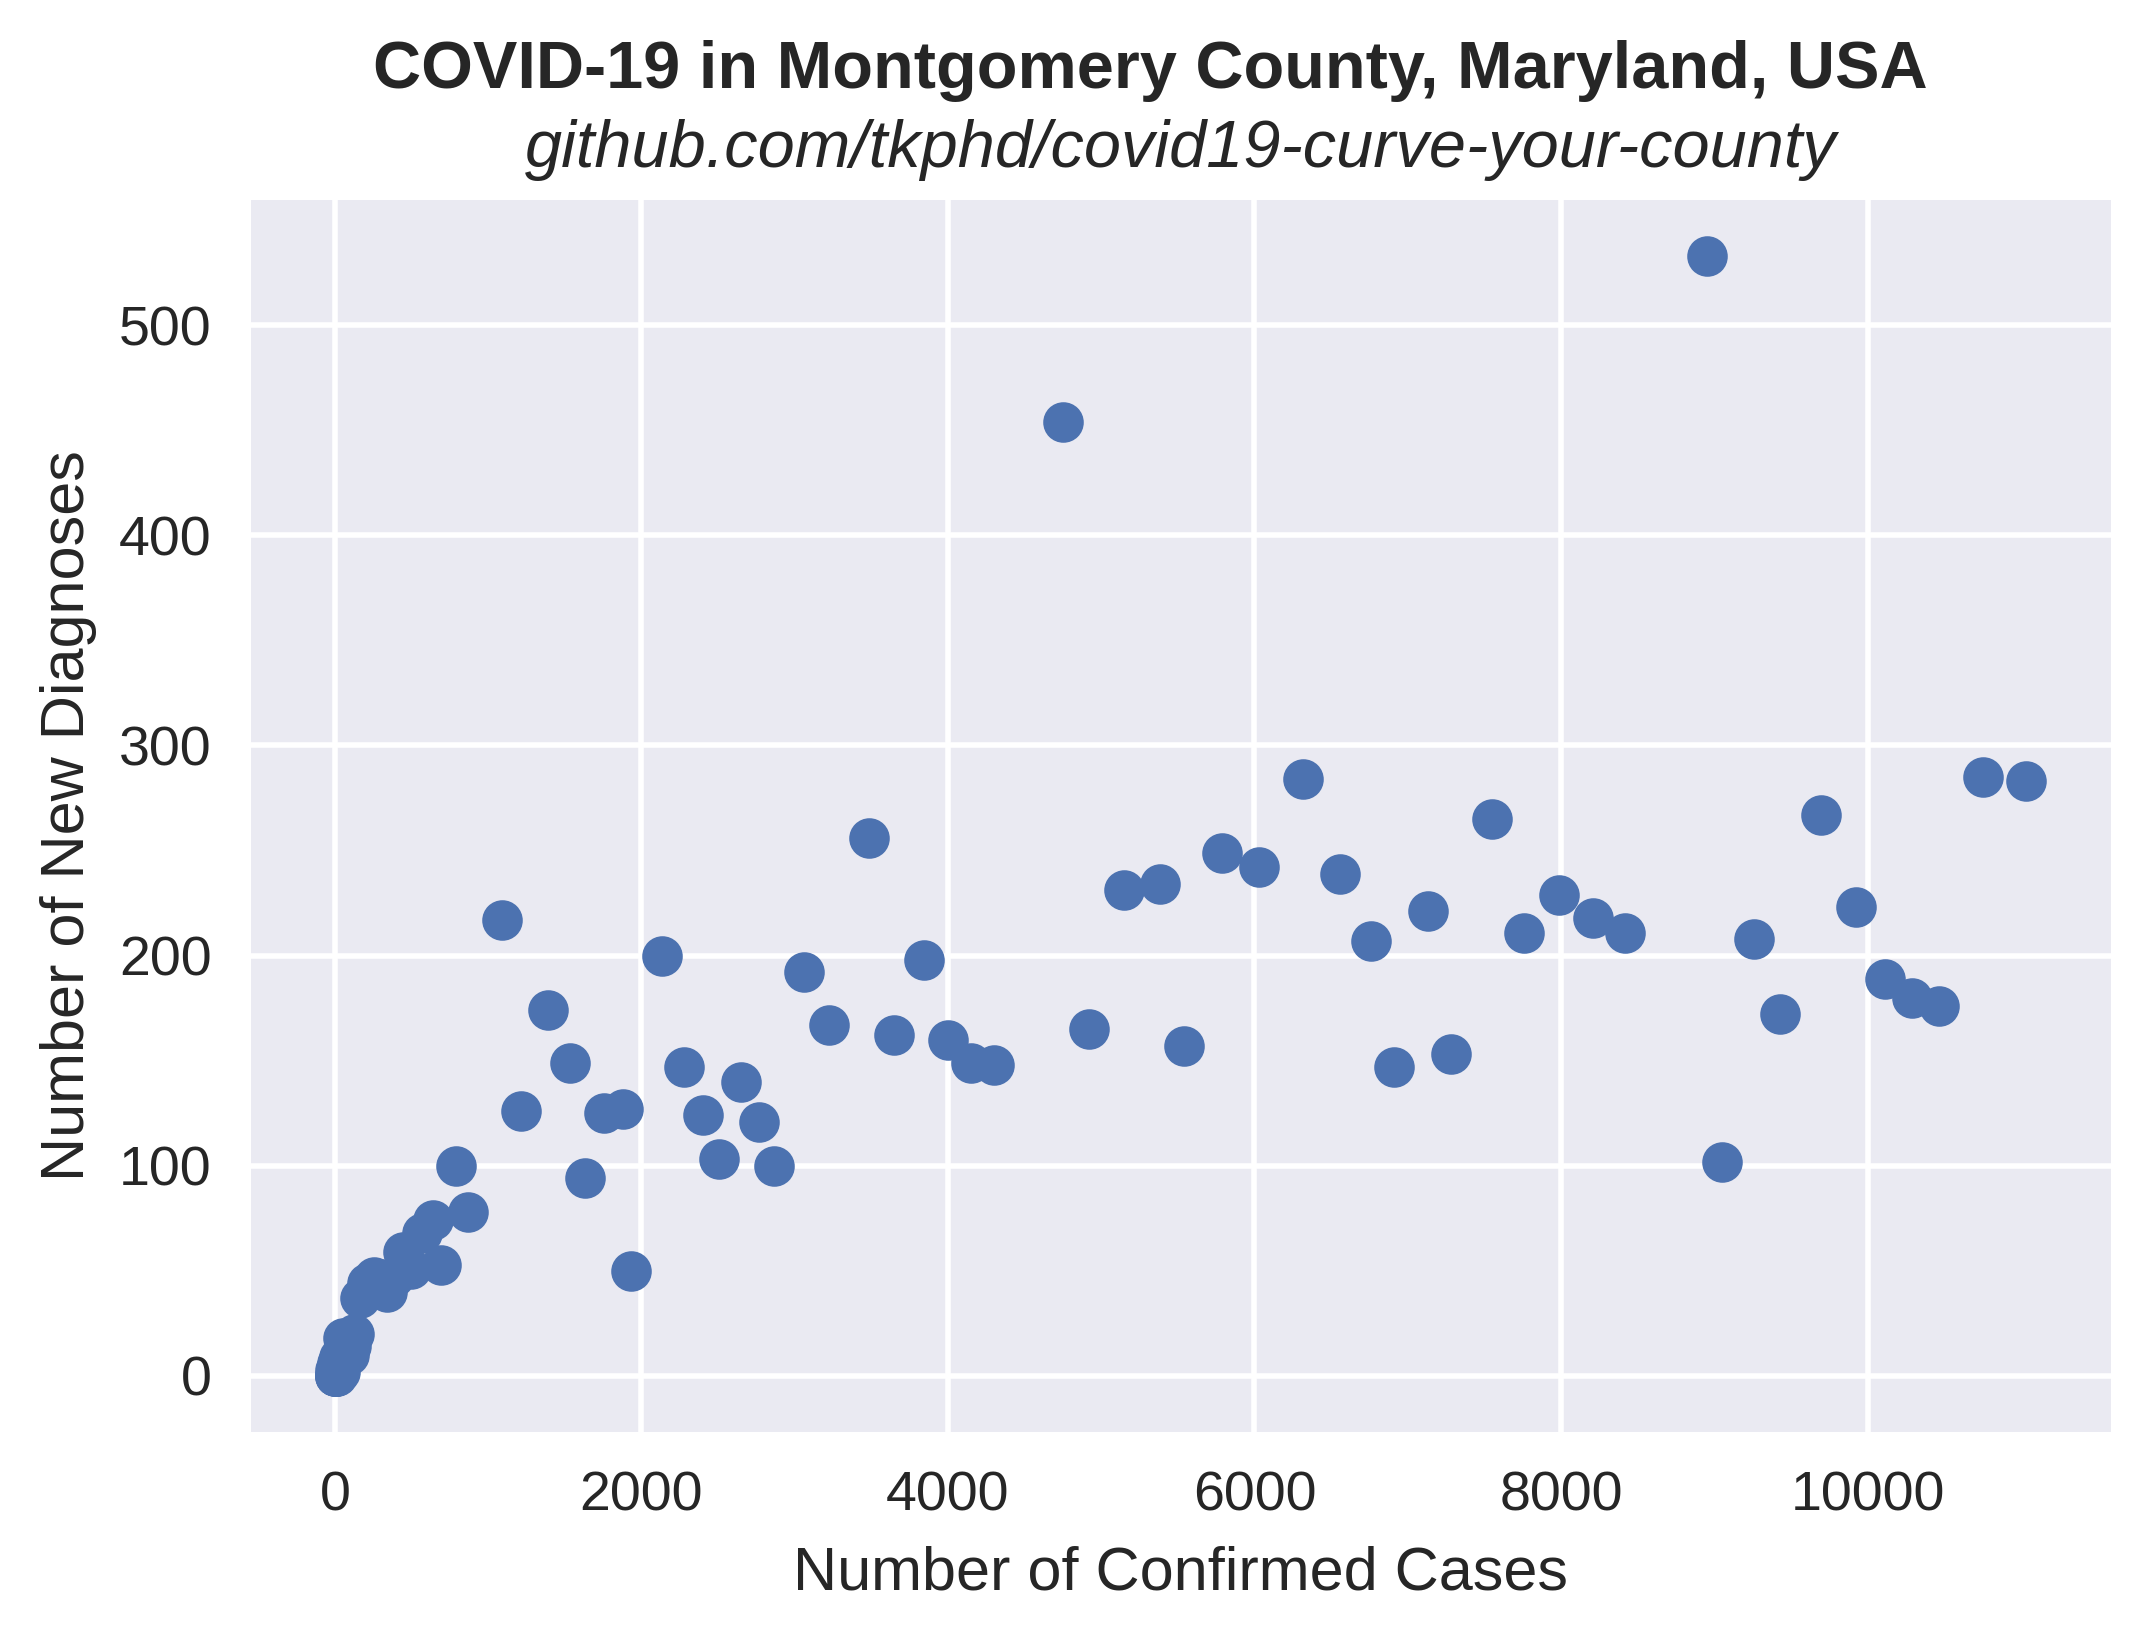 COVID-19 in Montgomery County, Maryland, USA
github.com/tkphd/covid19-curve-your-county
Number of New Diagnoses
500
400
300
200
100
0
0 2000 4000 6000 8000 10000
Number of Confirmed Cases